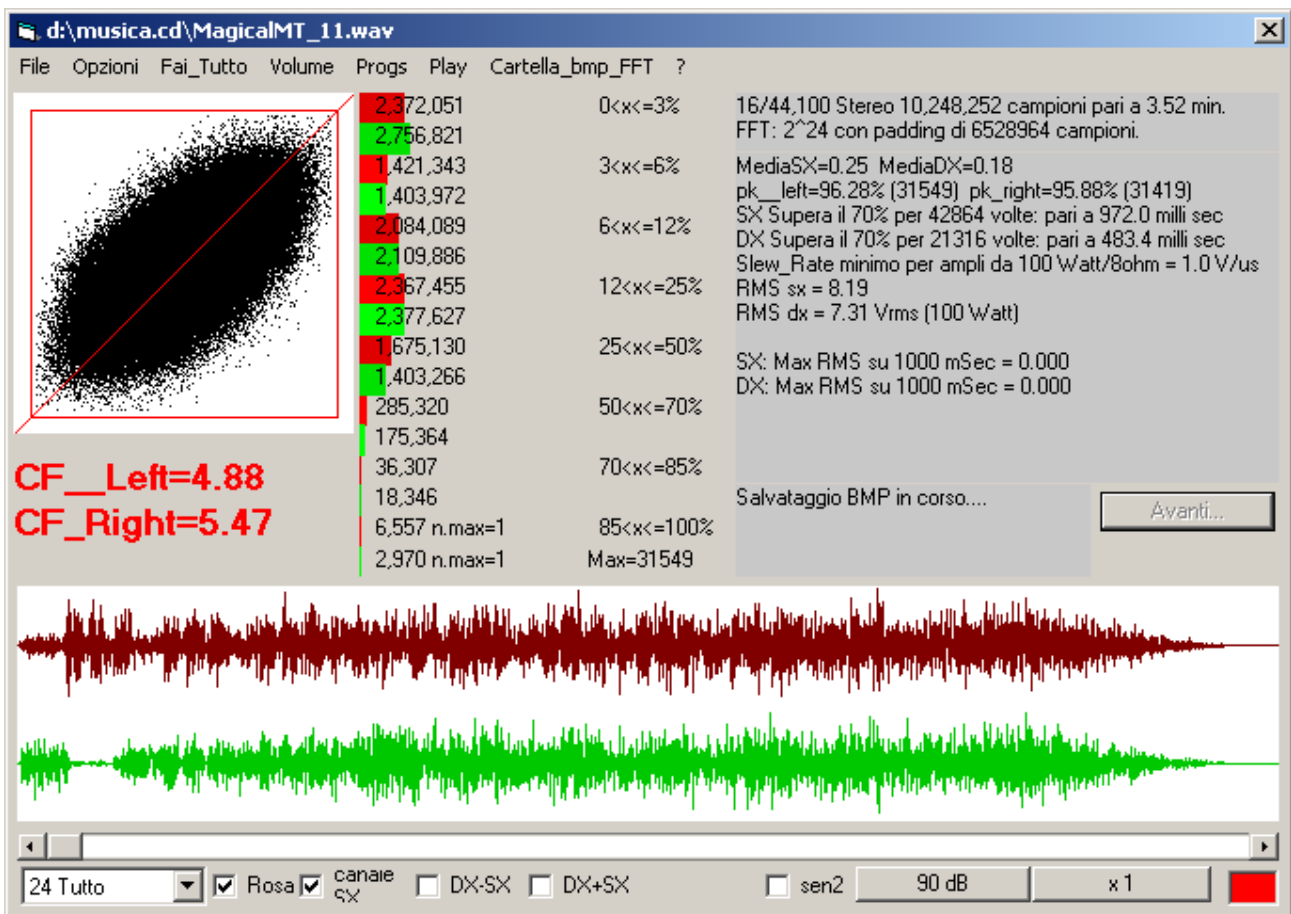 d:\musica.cd\MagicalMT_11.wav
File Opzioni Fai_Tutto Volume Progs Play Cartella_bmp_FFT ?
2,372,051 0<x<=3%
2,756,821
1,421,343 3<x<=6%
1,403,972
2,084,089 6<x<=12%
2,109,886
2,367,455 12<x<=25%
2,377,627
1,675,130 25<x<=50%
1,403,266
285,320 50<x<=70%
175,364
36,307 70<x<=85%
18,346
6,557 n.max=1 85<x<=100%
2,970 n.max=1 Max=31549
16/44,100 Stereo 10,248,252 campioni pari a 3.52 min.
FFT: 2^24 con padding di 6528964 campioni.
MediaSX=0.25 MediaDX=0.18
pk__left=96.28% (31549) pk_right=95.88% (31419)
SX Supera il 70% per 42864 volte: pari a 972.0 milli sec
DX Supera il 70% per 21316 volte: pari a 483.4 milli sec
Slew_Rate minimo per ampli da 100 Watt/8ohm = 1.0 V/us
RMS sx = 8.19
RMS dx = 7.31 Vrms (100 Watt)
SX: Max RMS su 1000 mSec = 0.000
DX: Max RMS su 1000 mSec = 0.000
CF__Left=4.88
CF_Right=5.47
Salvataggio BMP in corso....
Avanti...
24 Tutto
Rosa
canale
SX
DX-SX
DX+SX
sen2
90 dB
x 1